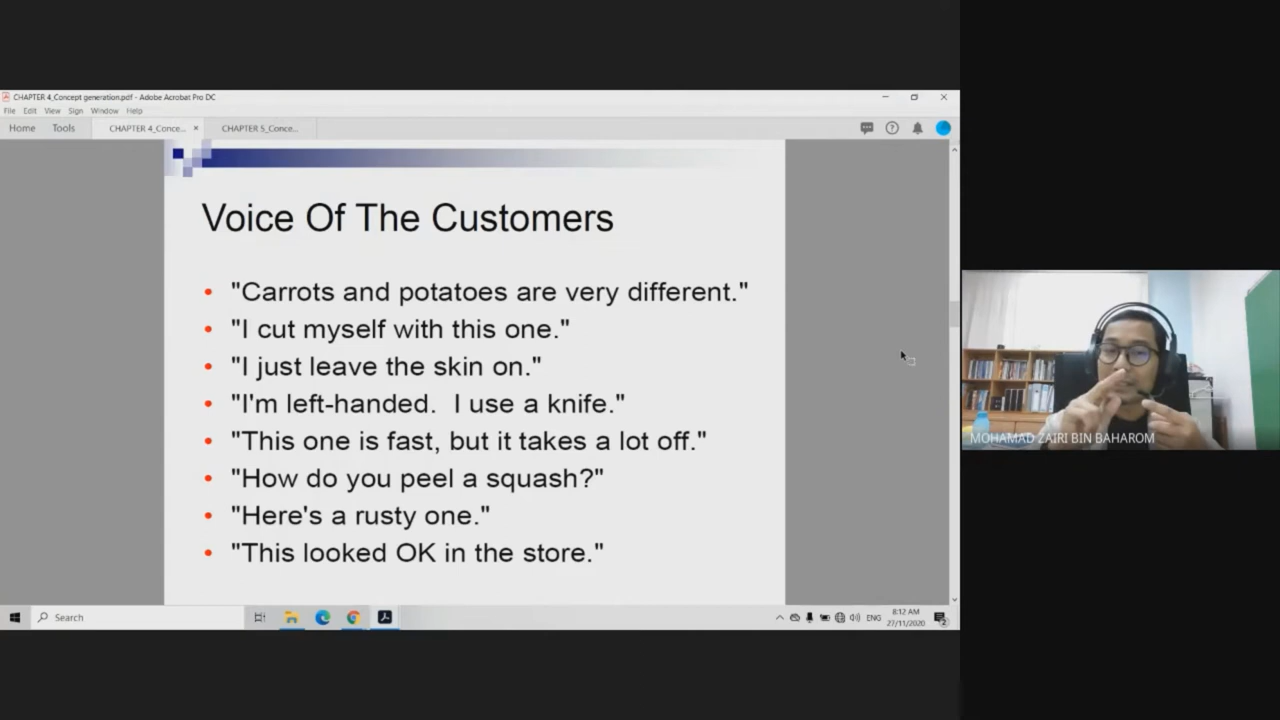 CHAPTER 4_Concept generation.pdf - Adobe Acrobat Pro DC
File Edit View Sign Window Help
Home Tools CHAPTER 4_Conce... × CHAPTER 5_Conce...
Voice Of The Customers
• "Carrots and potatoes are very different."
• "I cut myself with this one."
• "I just leave the skin on."
• "I'm left-handed. I use a knife."
• "This one is fast, but it takes a lot off."
• "How do you peel a squash?"
• "Here's a rusty one."
• "This looked OK in the store."
MOHAMAD ZAIRI BIN BAHAROM
Search
ENG
8:12 AM
27/11/2020
2